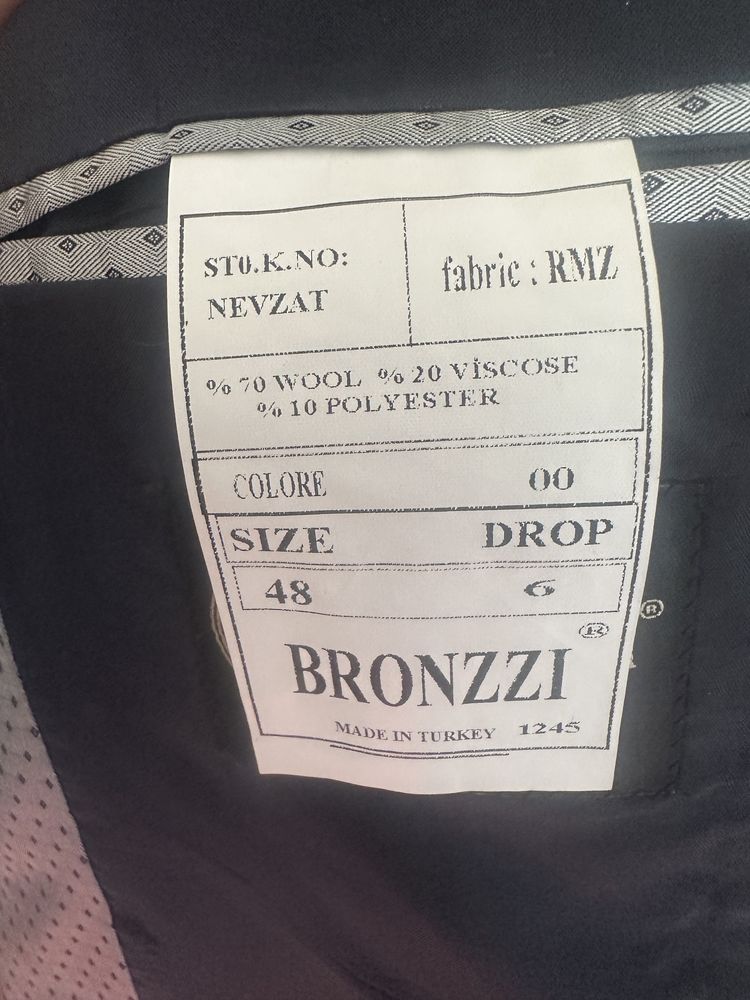 STO.K.NO:
NEVZAT
fabric : RMZ
% 70 WOOL % 20 VİSCOSE
% 10 POLYESTER
COLORE 00
SIZE DROP
48 6
®
BRONZZI
MADE IN TURKEY 1245
®